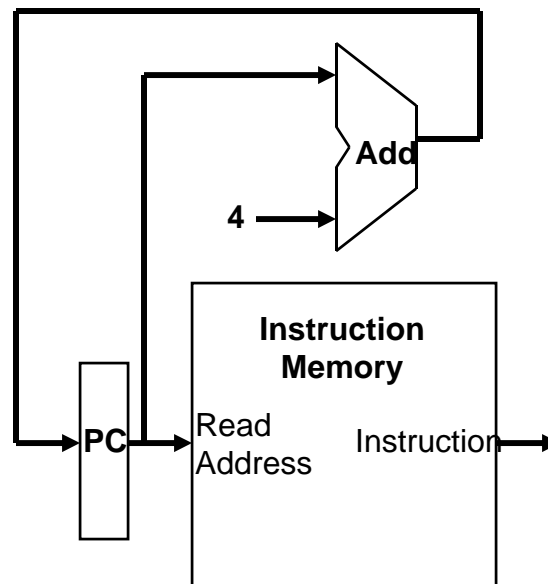 Add
4
Instruction
Memory
PC
Read
Address
Instruction